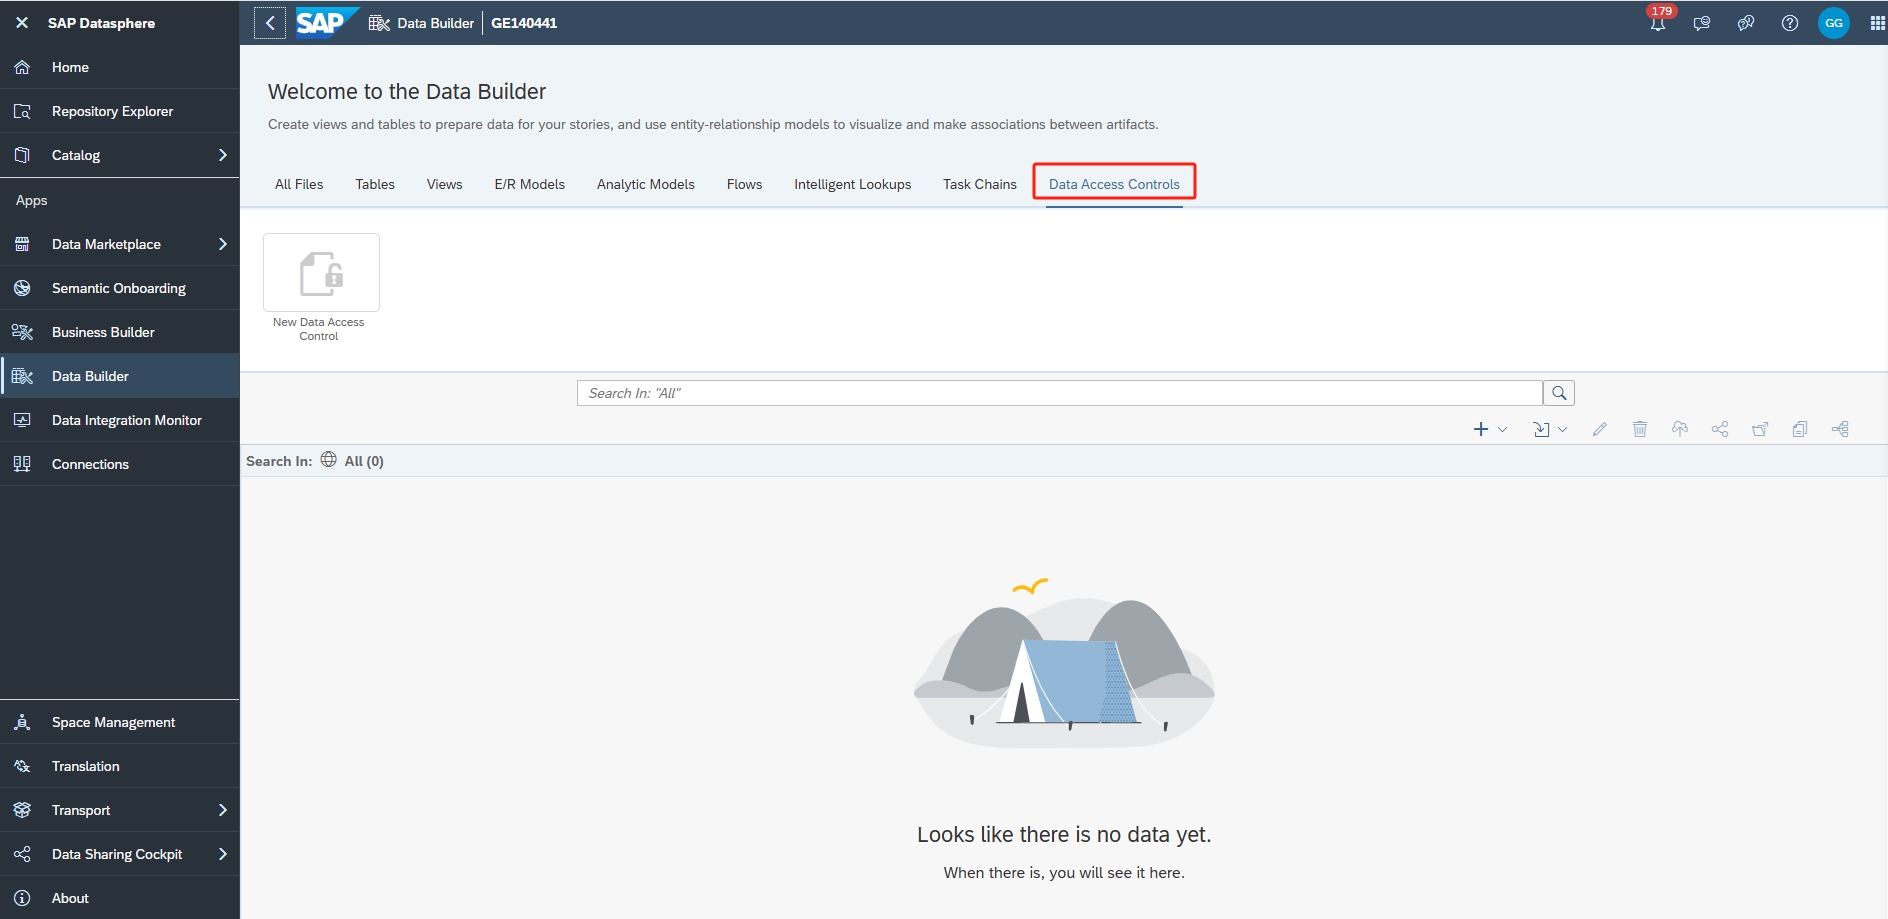 SAP Datasphere
SAP
Data Builder
GE140441
179
GG
Home
Repository Explorer
Catalog
Apps
Data Marketplace
Semantic Onboarding
Business Builder
Data Builder
Data Integration Monitor
Connections
Space Management
Translation
Transport
Data Sharing Cockpit
About
Welcome to the Data Builder
Create views and tables to prepare data for your stories, and use entity-relationship models to visualize and make associations between artifacts.
All Files Tables Views E/R Models Analytic Models Flows Intelligent Lookups Task Chains Data Access Controls
New Data Access
Control
Search In: "All"
Search In: All (0)
Looks like there is no data yet.
When there is, you will see it here.